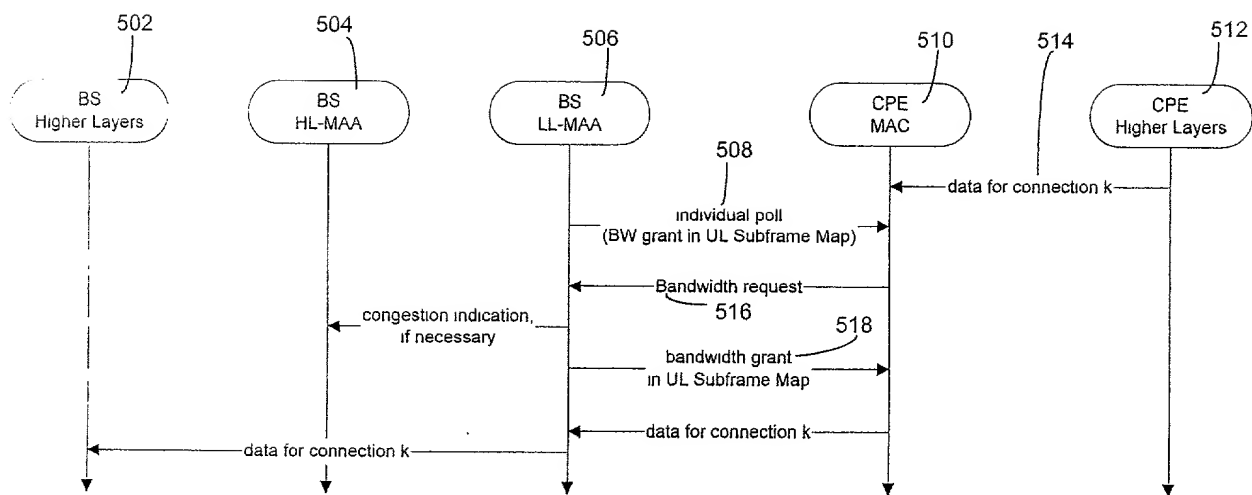 502
504
506
510
514
512
BS
Higher Layers
BS
HL-MAA
BS
LL-MAA
CPE
MAC
CPE
Higher Layers
508
data for connection k
individual poll
(BW grant in UL Subframe Map)
Bandwidth request
516
congestion indication,
if necessary
518
bandwidth grant
in UL Subframe Map
data for connection k
data for connection k